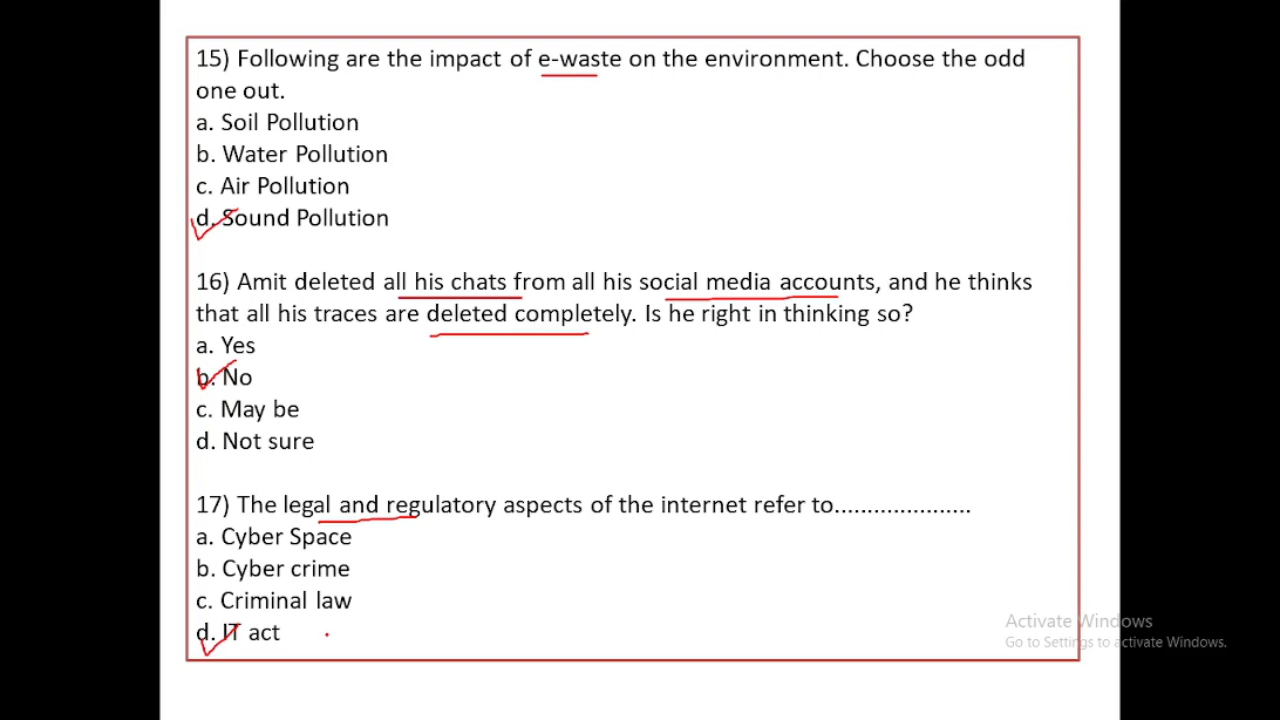 15) Following are the impact of e-waste on the environment. Choose the odd
one out.
a. Soil Pollution
b. Water Pollution
c. Air Pollution
d. Sound Pollution
16) Amit deleted all his chats from all his social media accounts, and he thinks
that all his traces are deleted completely. Is he right in thinking so?
a. Yes
b. No
c. May be
d. Not sure
17) The legal and regulatory aspects of the internet refer to.....................
a. Cyber Space
b. Cyber crime
c. Criminal law
d. IT act
Activate Windows
Go to Settings to activate Windows.